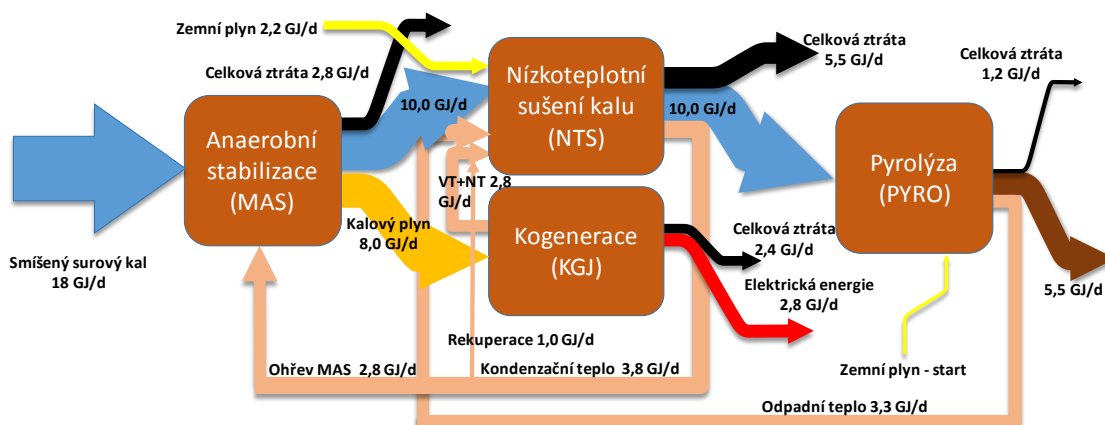 Zemní plyn 2,2 GJ/d
Celková ztráta 2,8 GJ/d
10,0 GJ/d
Nízkoteplotní
sušení kalu
(NTS)
Celková ztráta
5,5 GJ/d
10,0 GJ/d
Celková ztráta
1,2 GJ/d
Anaerobní
stabilizace
(MAS)
Pyrolýza
(PYRO)
VT+NT 2,8
GJ/d
Kalový plyn
8,0 GJ/d
Kogenerace
(KGJ)
Celková ztráta
2,4 GJ/d
Elektrická energie
2,8 GJ/d
Smíšený surový kal
18 GJ/d
5,5 GJ/d
Rekuperace 1,0 GJ/d
Ohřev MAS 2,8 GJ/d
Kondenzační teplo 3,8 GJ/d
Zemní plyn - start
Odpadní teplo 3,3 GJ/d